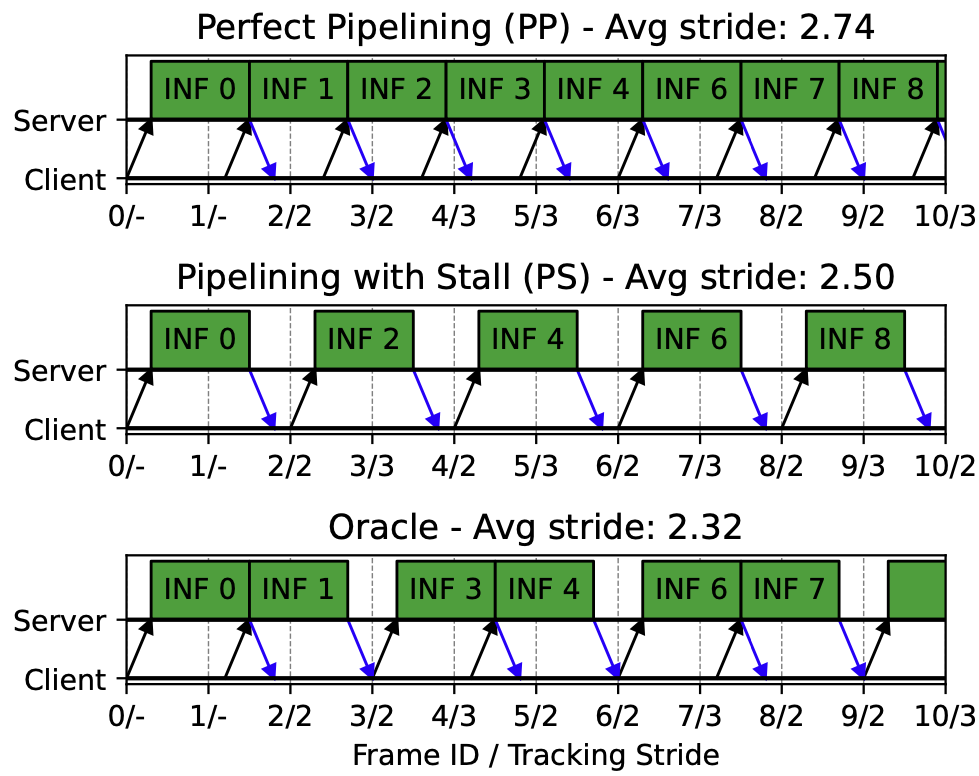 Perfect Pipelining (PP) - Avg stride: 2.74
INF 0 INF 1 INF 2 INF 3 INF 4 INF 6 INF 7 INF 8
Server
Client
0/- 1/- 2/2 3/2 4/3 5/3 6/3 7/3 8/2 9/2 10/3
Pipelining with Stall (PS) - Avg stride: 2.50
INF 0 INF 2 INF 4 INF 6 INF 8
Server
Client
0/- 1/- 2/2 3/3 4/2 5/3 6/2 7/3 8/2 9/3 10/2
Oracle - Avg stride: 2.32
INF 0 INF 1 INF 3 INF 4 INF 6 INF 7
Server
Client
0/- 1/- 2/2 3/2 4/3 5/2 6/2 7/3 8/2 9/2 10/3
Frame ID / Tracking Stride